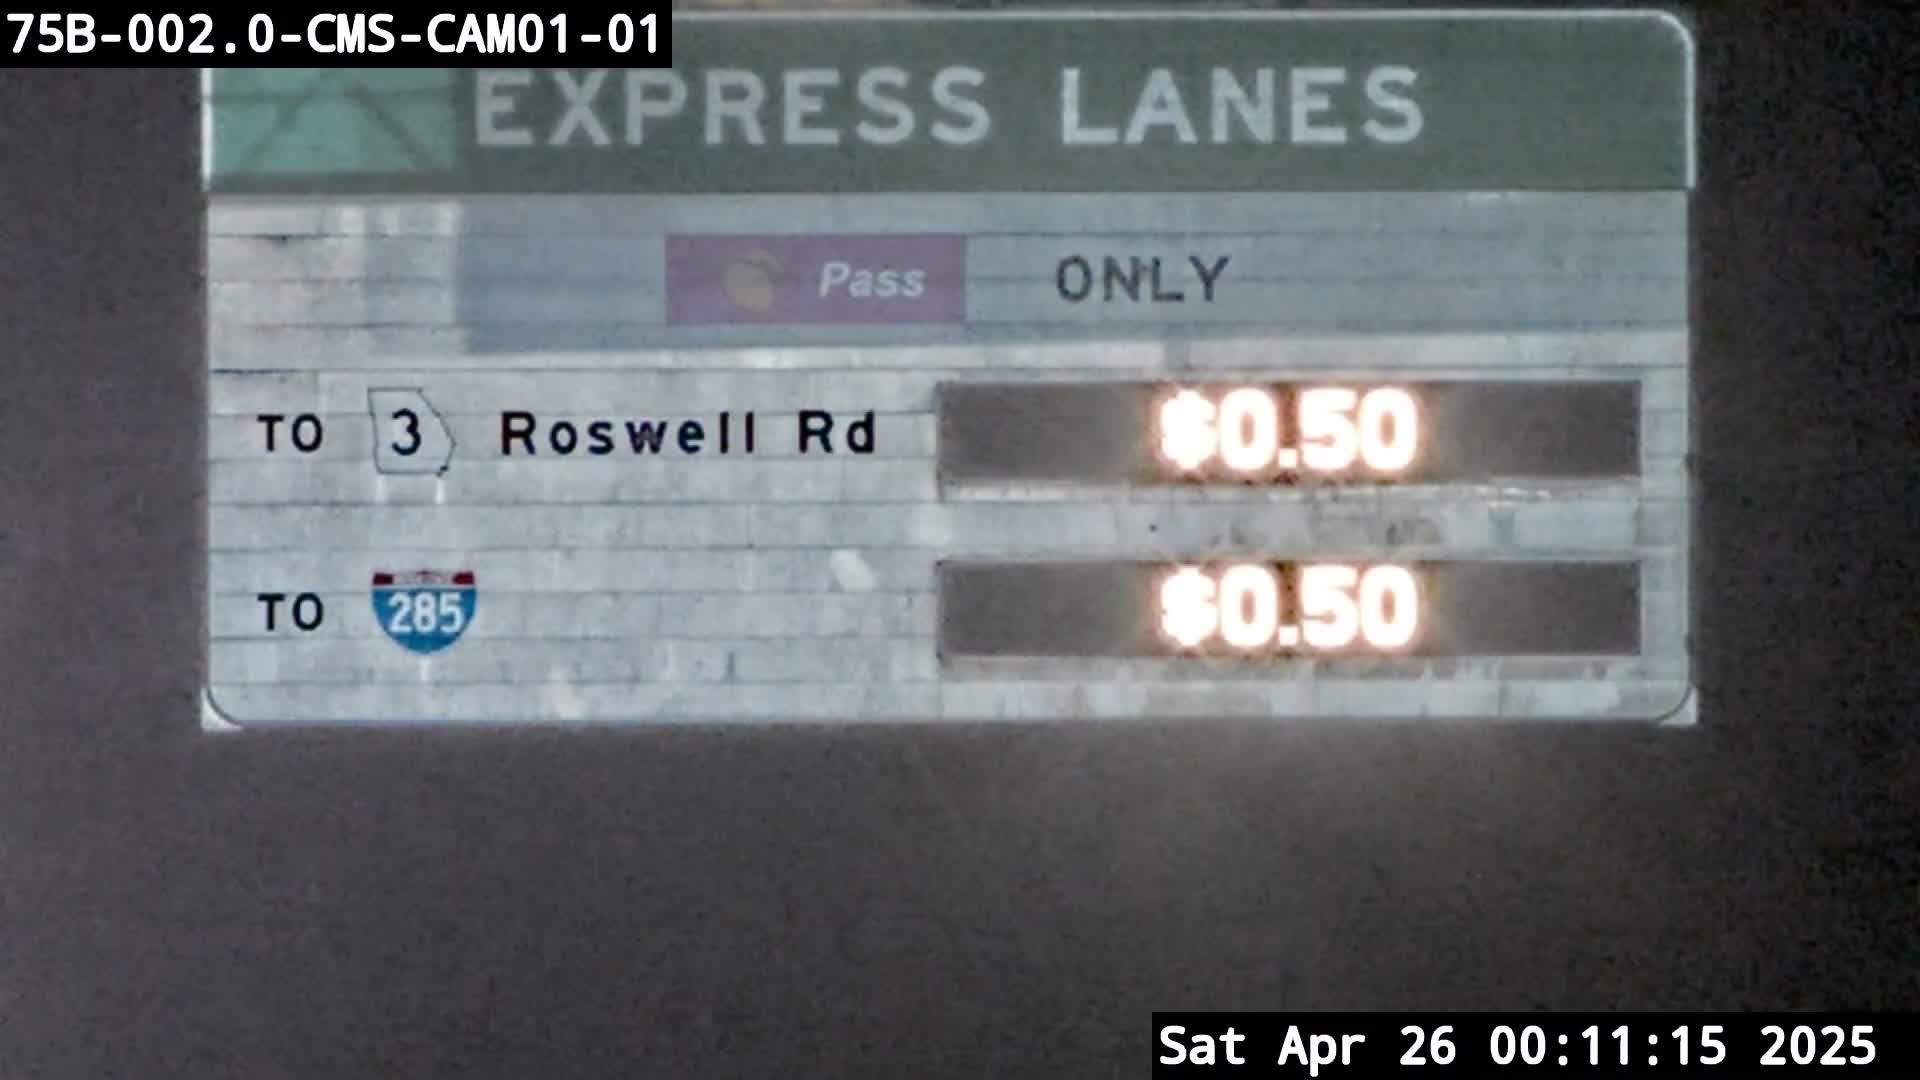 75B-002.0-CMS-CAM01-01
EXPRESS LANES
Pass ONLY
TO 3 Roswell Rd $0.50
TO 285 $0.50
Sat Apr 26 00:11:15 2025